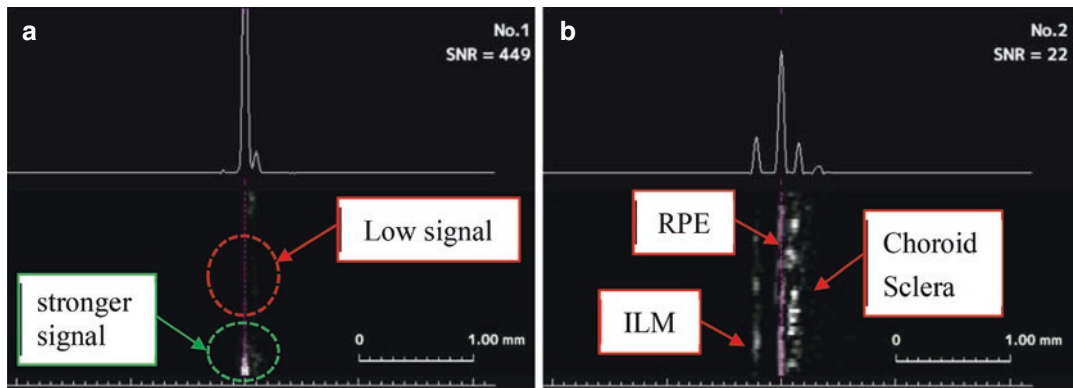 a
No.1
SNR = 449
Low signal
stronger
signal
0
1.00 mm
b
No.2
SNR = 22
RPE
Choroid
Sclera
ILM
0
1.00 mm